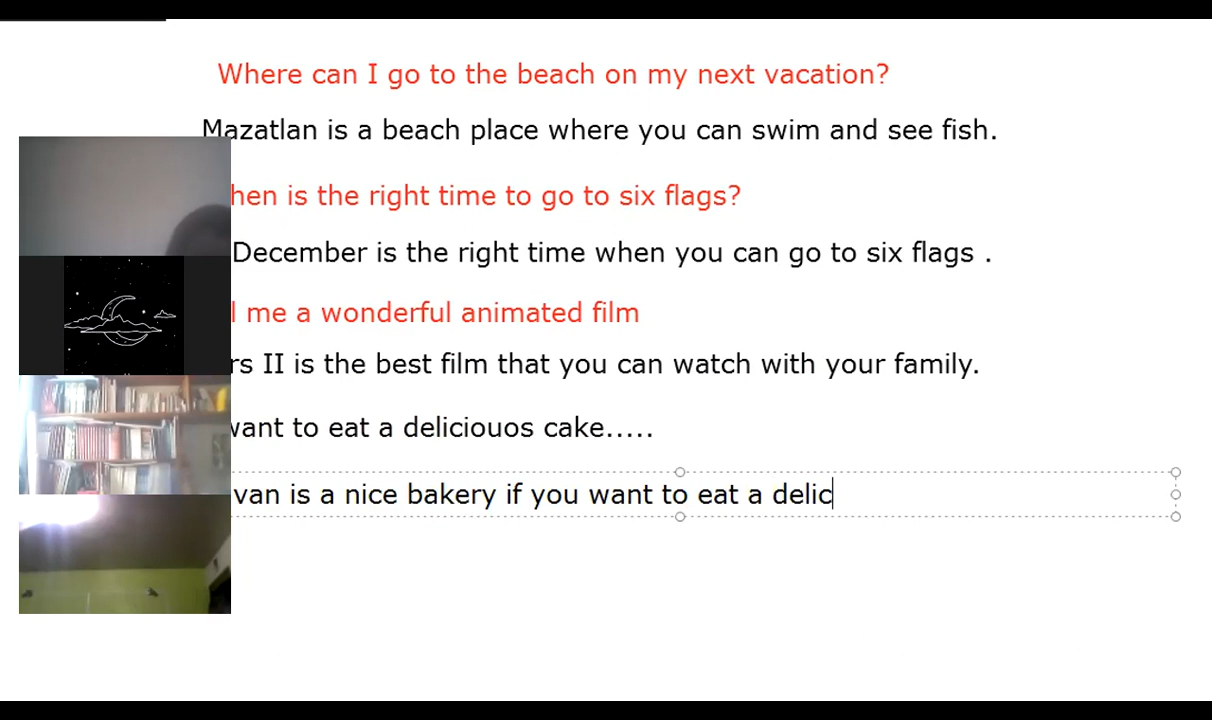 Where can I go to the beach on my next vacation?
Mazatlan is a beach place where you can swim and see fish.
is the right time to go to six flags?
December is the right time when you can go to six flags .
me a wonderful animated film
II is the best film that you can watch with your family.
want to eat a deliciouos cake.....
is a nice bakery if you want to eat a delic